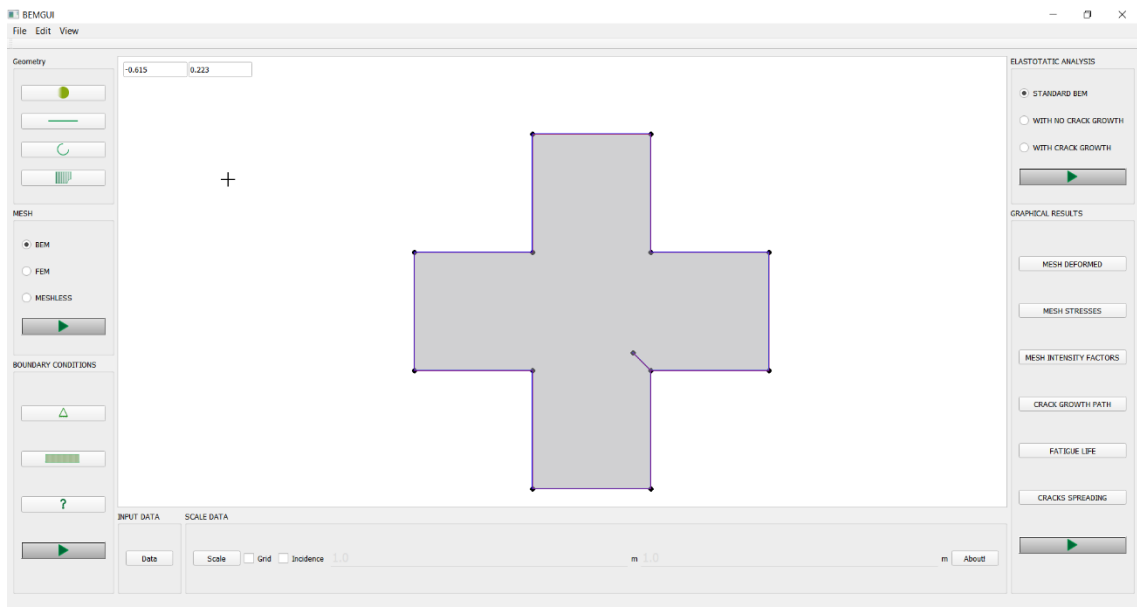 BEMGUI
File Edit View
Geometry
-0.615 0.223
MESH
BEM
FEM
MESHLESS
BOUNDARY CONDITIONS
?
INPUT DATA SCALE DATA
Data Scale Grid Incidence 1.0 m 1.0 m About!
ELASTOTATIC ANALYSIS
STANDARD BEM
WITH NO CRACK GROWTH
WITH CRACK GROWTH
GRAPHICAL RESULTS
MESH DEFORMED
MESH STRESSES
MESH INTENSITY FACTORS
CRACK GROWTH PATH
FATIGUE LIFE
CRACKS SPREADING